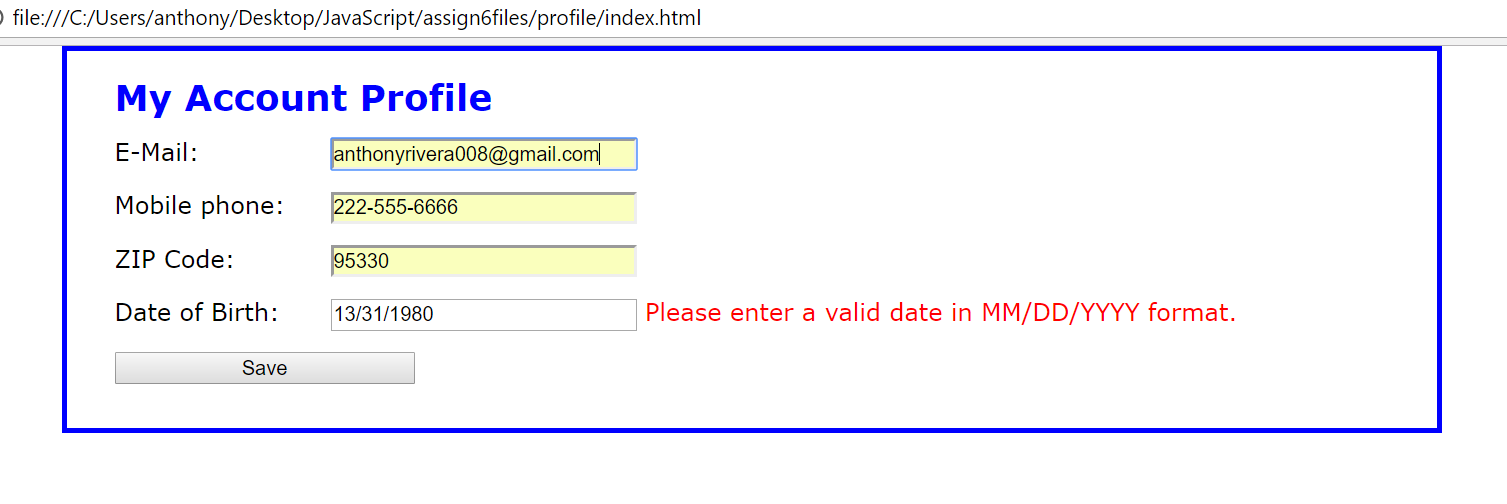 file:///C:/Users/anthony/Desktop/JavaScript/assign6files/profile/index.html
My Account Profile
E-Mail: anthonyrivera008@gmail.com
Mobile phone: 222-555-6666
ZIP Code: 95330
Date of Birth: 13/31/1980 Please enter a valid date in MM/DD/YYYY format.
Save